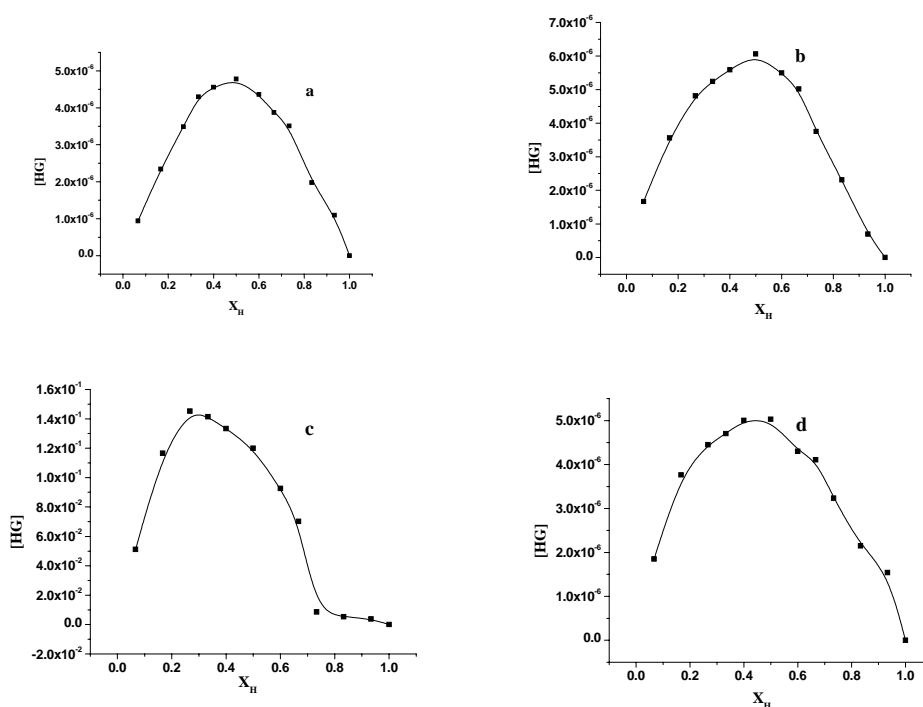 a
5.0x10⁻⁶
4.0x10⁻⁶
3.0x10⁻⁶
2.0x10⁻⁶
1.0x10⁻⁶
0.0
[HG]
0.0 0.2 0.4 0.6 0.8 1.0
X_H
b
7.0x10⁻⁶
6.0x10⁻⁶
5.0x10⁻⁶
4.0x10⁻⁶
3.0x10⁻⁶
2.0x10⁻⁶
1.0x10⁻⁶
0.0
[HG]
0.0 0.2 0.4 0.6 0.8 1.0
X_H
c
1.6x10⁻¹
1.4x10⁻¹
1.2x10⁻¹
1.0x10⁻¹
8.0x10⁻²
6.0x10⁻²
4.0x10⁻²
2.0x10⁻²
0.0
-2.0x10⁻²
[HG]
0.0 0.2 0.4 0.6 0.8 1.0
X_H
d
5.0x10⁻⁶
4.0x10⁻⁶
3.0x10⁻⁶
2.0x10⁻⁶
1.0x10⁻⁶
0.0
[HG]
0.0 0.2 0.4 0.6 0.8 1.0
X_H